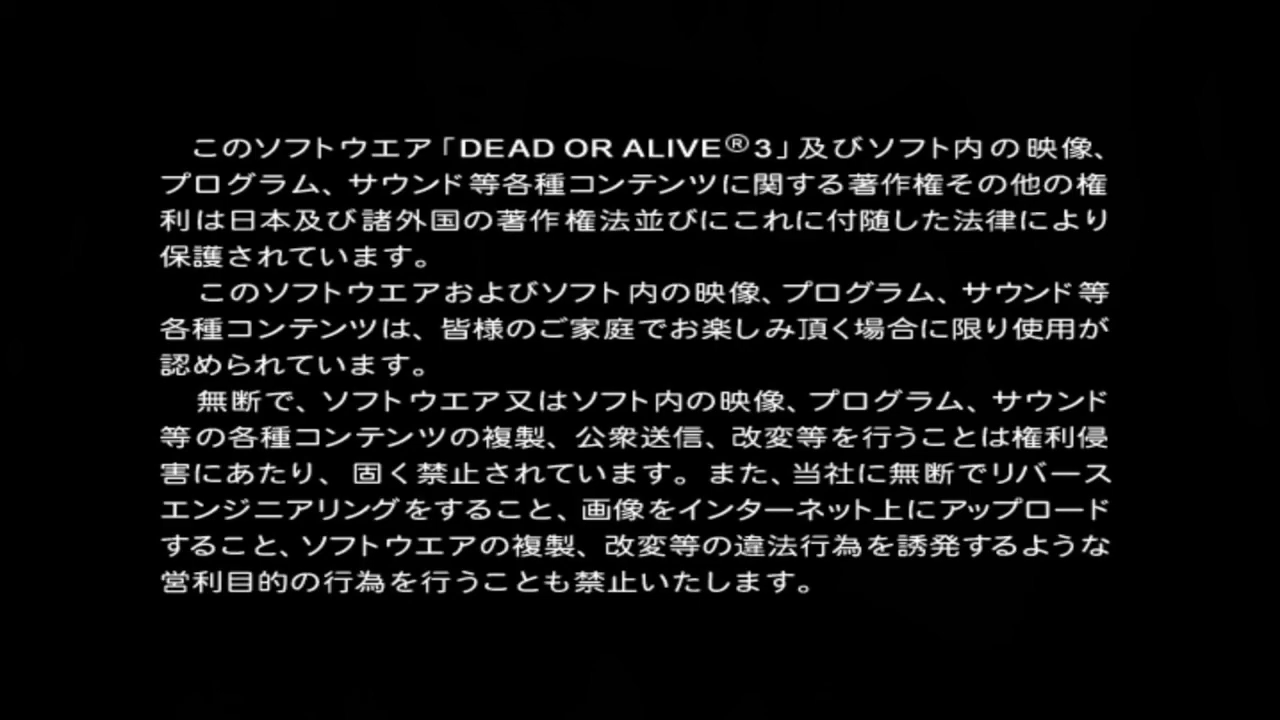 このソフトウエア「DEAD OR ALIVE®3」及びソフト内の映像、
プログラム、サウンド等各種コンテンツに関する著作権その他の権
利は日本及び諸外国の著作権法並びにこれに付随した法律により
保護されています。
このソフトウエアおよびソフト内の映像、プログラム、サウンド等
各種コンテンツは、皆様のご家庭でお楽しみ頂く場合に限り使用が
認められています。
無断で、ソフトウエア又はソフト内の映像、プログラム、サウンド
等の各種コンテンツの複製、公衆送信、改変等を行うことは権利侵
害にあたり、固く禁止されています。また、当社に無断でリバース
エンジニアリングをすること、画像をインターネット上にアップロード
すること、ソフトウエアの複製、改変等の違法行為を誘発するような
営利目的の行為を行うことも禁止いたします。